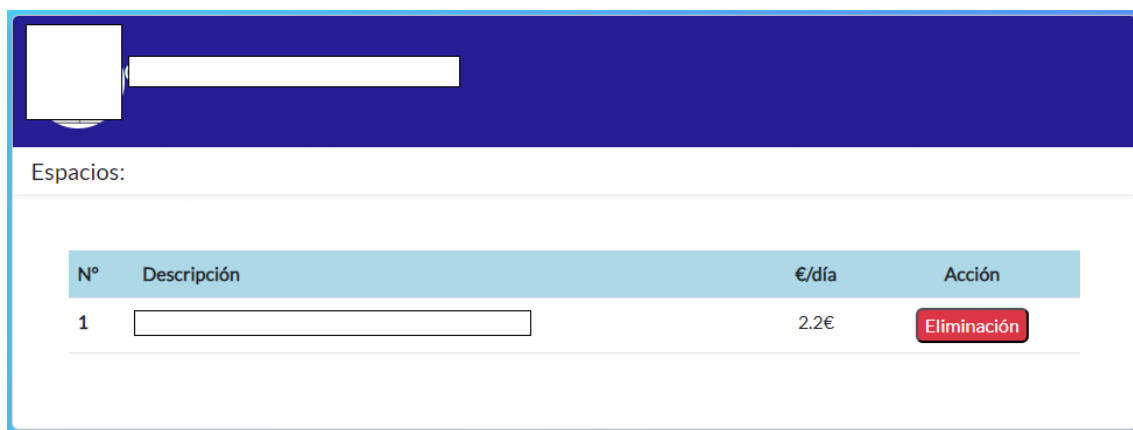 Espacios:
N° Descripción €/día Acción
1 2.2€ Eliminación